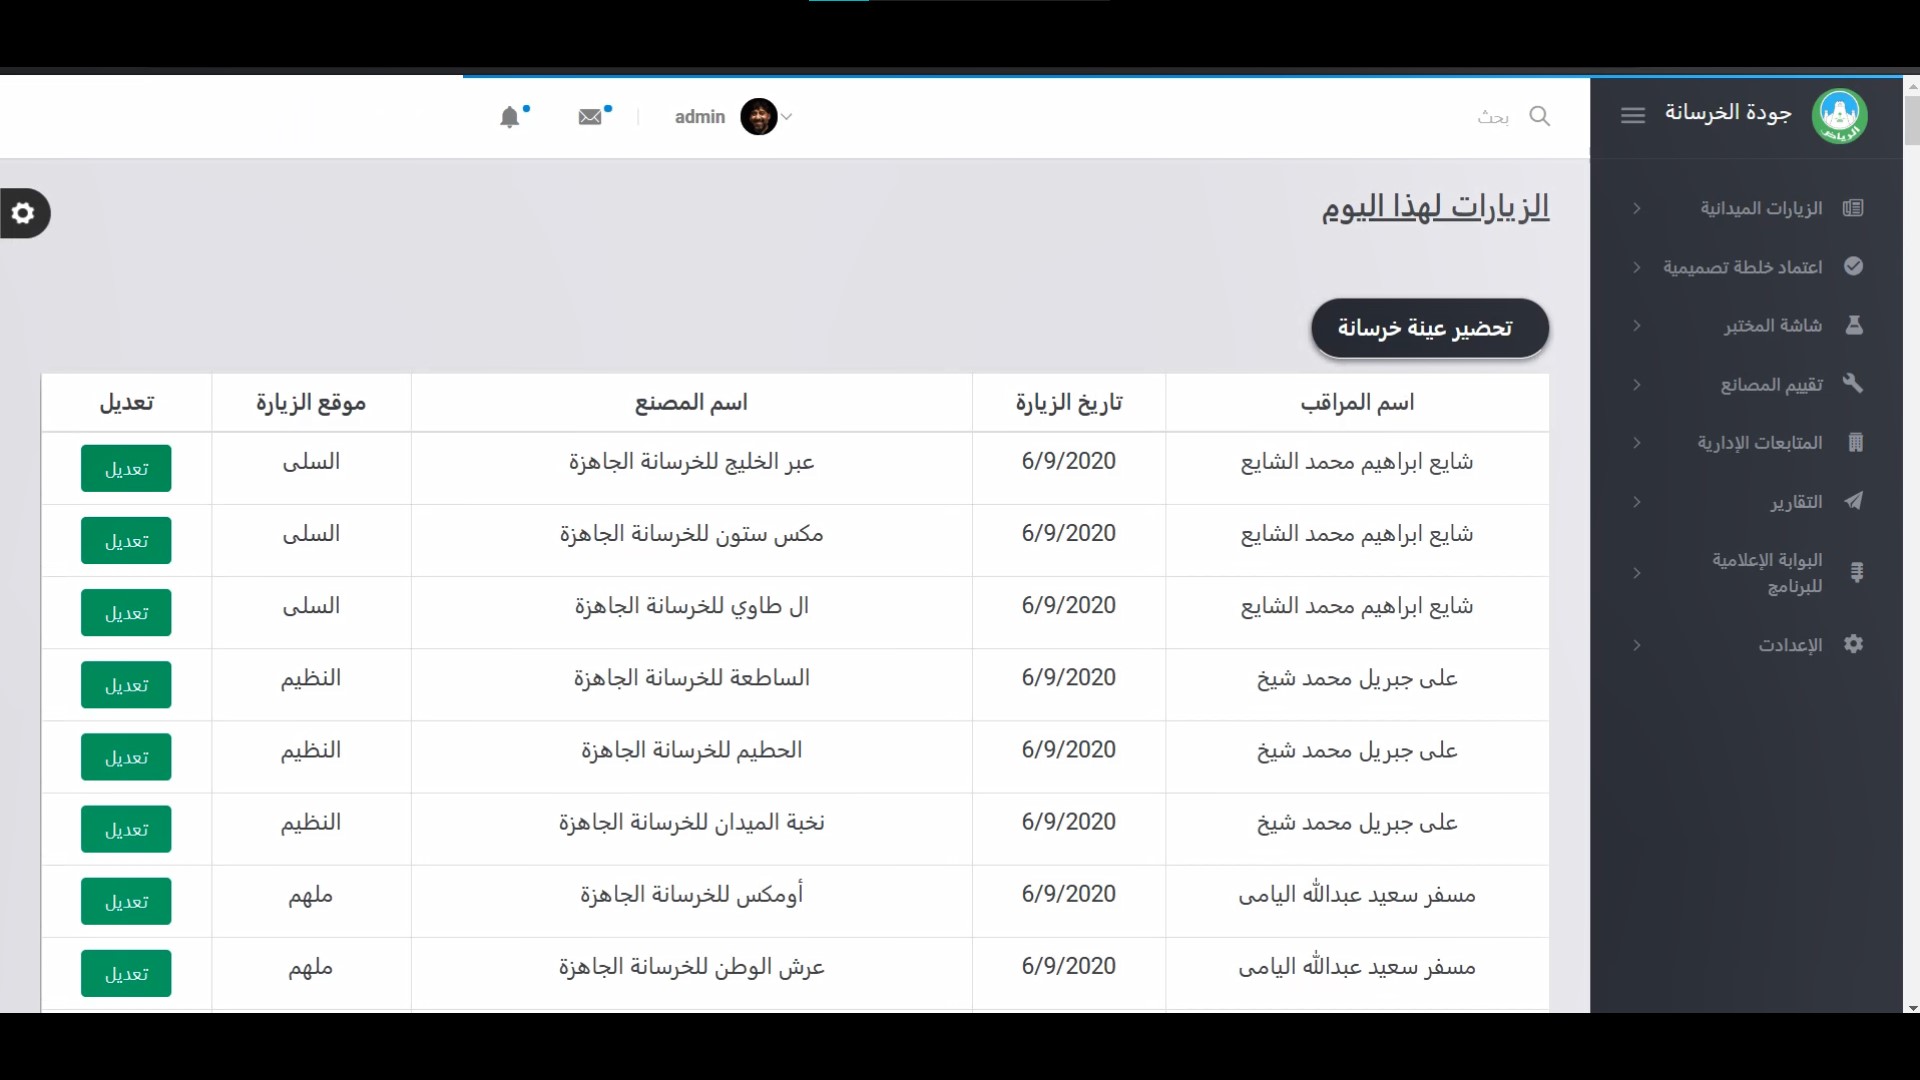 جودة الخرسانة
بحث
admin
الزيارات الميدانية
اعتماد خلطة تصميمية
شاشة المختبر
تقييم المصانع
المتابعات الإدارية
التقارير
البوابة الإعلامية
للبرنامج
الإعدادت
الزيارات لهذا اليوم
تحضير عينة خرسانة
اسم المراقب تاريخ الزيارة اسم المصنع موقع الزيارة تعديل
شايع ابراهيم محمد الشايع 6/9/2020 عبر الخليج للخرسانة الجاهزة السلى تعديل
شايع ابراهيم محمد الشايع 6/9/2020 مكس ستون للخرسانة الجاهزة السلى تعديل
شايع ابراهيم محمد الشايع 6/9/2020 ال طاوي للخرسانة الجاهزة السلى تعديل
على جبريل محمد شيخ 6/9/2020 الساطعة للخرسانة الجاهزة النظيم تعديل
على جبريل محمد شيخ 6/9/2020 الحطيم للخرسانة الجاهزة النظيم تعديل
على جبريل محمد شيخ 6/9/2020 نخبة الميدان للخرسانة الجاهزة النظيم تعديل
مسفر سعيد عبدالله اليامى 6/9/2020 أومكس للخرسانة الجاهزة ملهم تعديل
مسفر سعيد عبدالله اليامى 6/9/2020 عرش الوطن للخرسانة الجاهزة ملهم تعديل
الرياض